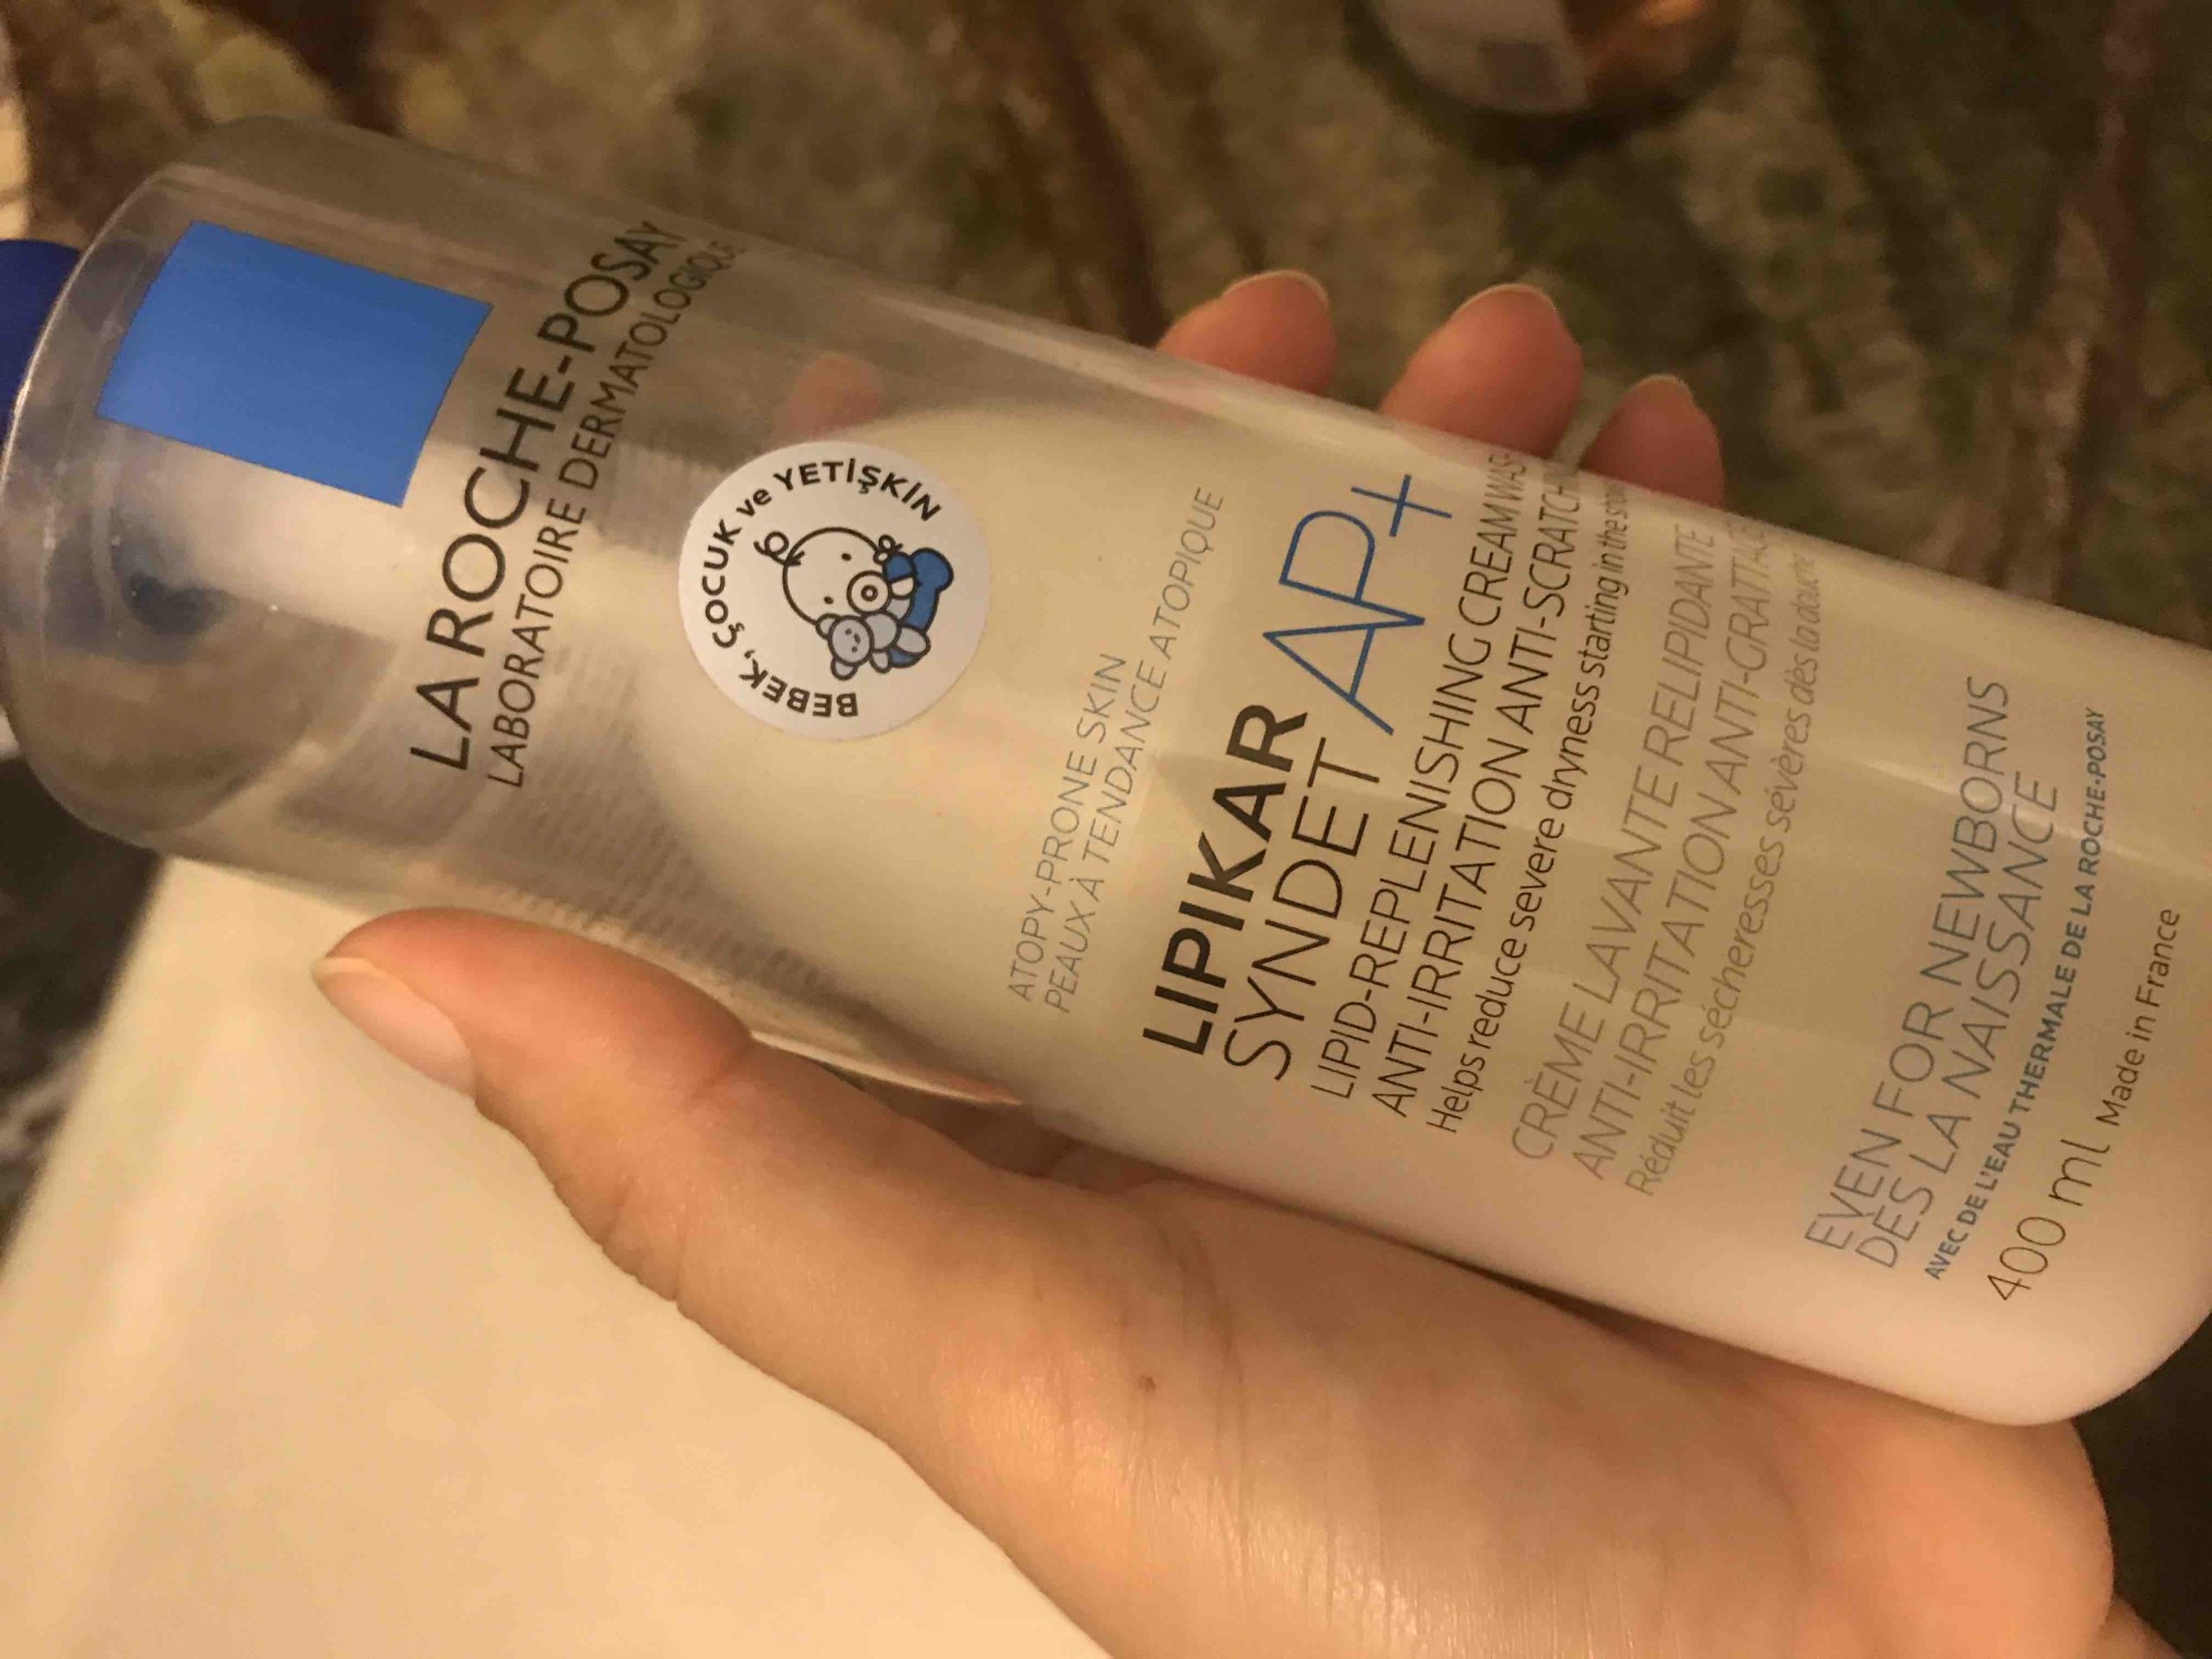 LA ROCHE-POSAY
LABORATOIRE DERMATOLOGIQUE
BEBEK, ÇOCUK ve YETİŞKİN
ATOPY-PRONE SKIN
PEAUX À TENDANCE ATOPIQUE
LIPIKAR
SYNDET AP+
LIPID-REPLENISHING CREAM WASH
ANTI-IRRITATION ANTI-SCRATCH
Helps reduce severe dryness starting in the
CRÈME LAVANTE RELIPIDANTE
ANTI-IRRITATION ANTI-GRATTAGE
Réduit les sécheresses sévères dès la douche
EVEN FOR NEWBORNS
DÈS LA NAISSANCE
AVEC DE L'EAU THERMALE DE LA ROCHE-POSAY
400 ml Made in France